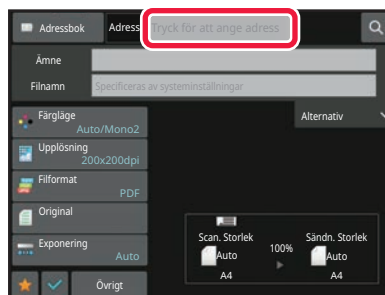 Adressbok Adress Tryck för att ange adress
Ämne
Filnamn Specificeras av systeminställningar
Färgläge
Auto/Mono2
Alternativ
Upplösning
200x200dpi
Filformat
PDF
Original
Exponering
Auto
Övrigt
Scan. Storlek
Auto
A4
100%
Sändn. Storlek
Auto
A4